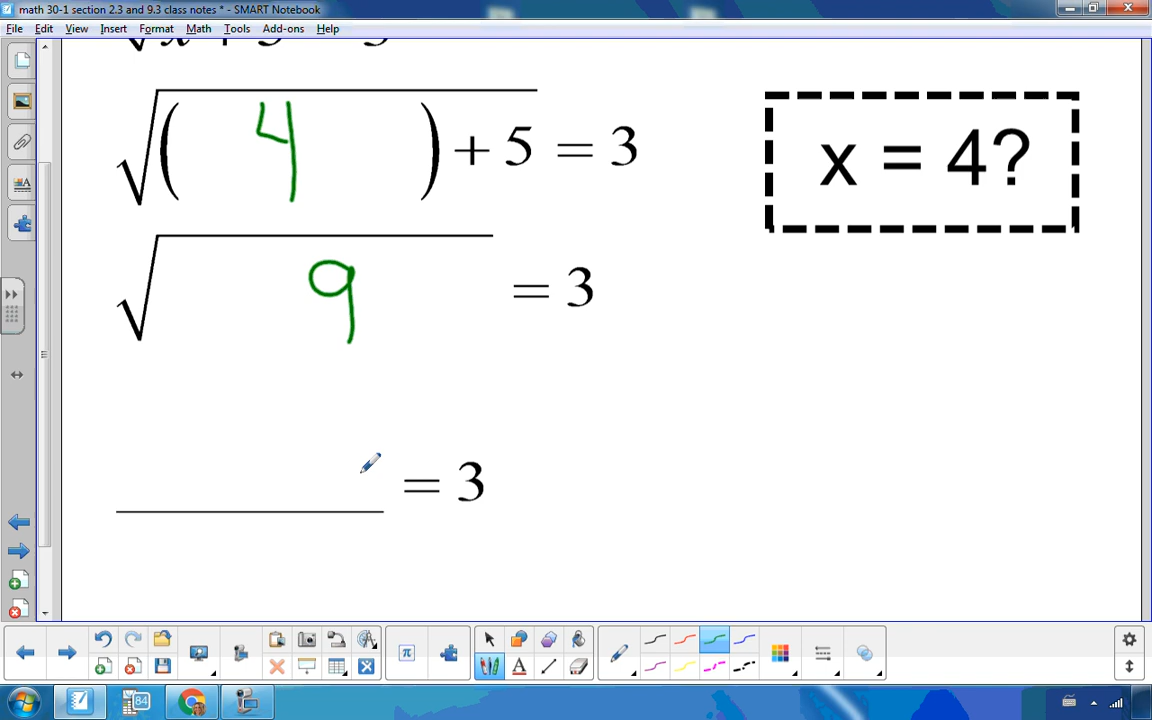 math 30-1 section 2.3 and 9.3 class notes * - SMART Notebook
File Edit View Insert Format Math Tools Add-ons Help
√(4) + 5 = 3
x = 4?
√9 = 3
= 3
π
A
84